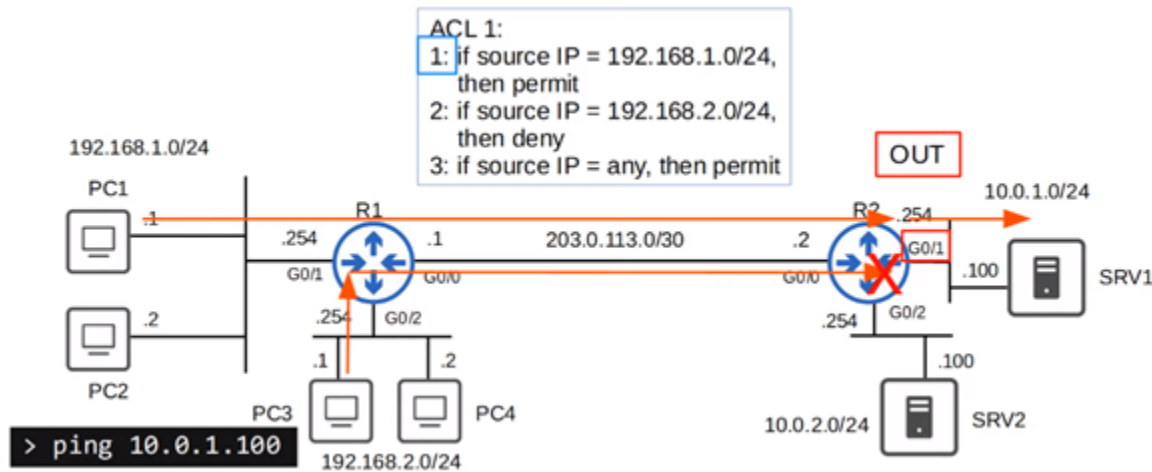 ACL 1:
1: if source IP = 192.168.1.0/24,
then permit
2: if source IP = 192.168.2.0/24,
then deny
3: if source IP = any, then permit
OUT
192.168.1.0/24
10.0.1.0/24
PC1
R1
R2
.254
.1
.254
.1
203.0.113.0/30
.2
G0/1
G0/1
G0/0
G0/0
.100
SRV1
.2
.254
G0/2
.254
G0/2
PC2
.1
.2
.100
PC3
PC4
10.0.2.0/24
SRV2
> ping 10.0.1.100
192.168.2.0/24